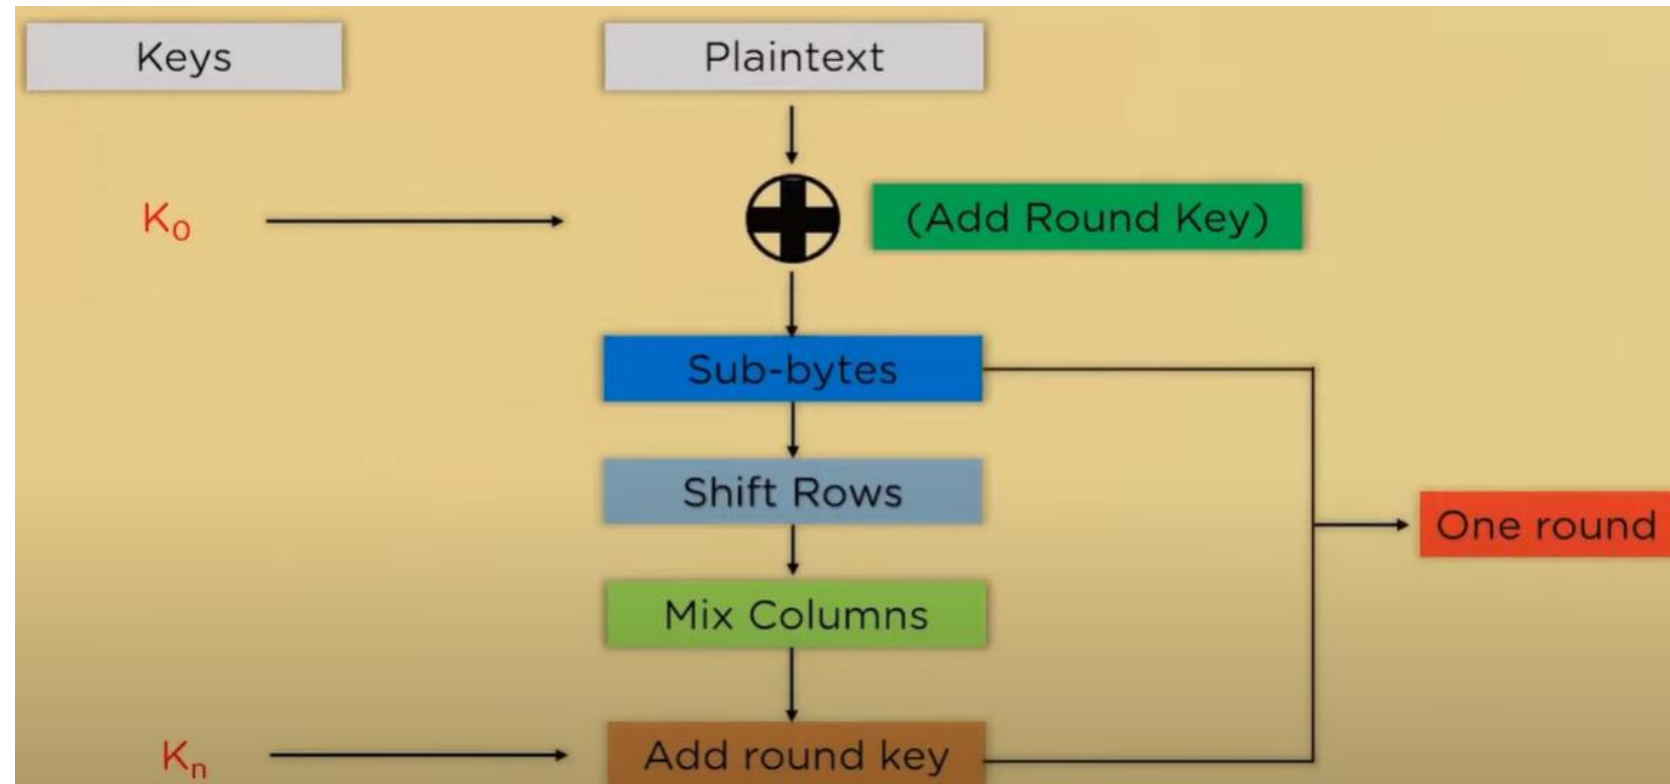 Keys
Plaintext
K0
(Add Round Key)
Sub-bytes
Shift Rows
One round
Mix Columns
Kn
Add round key